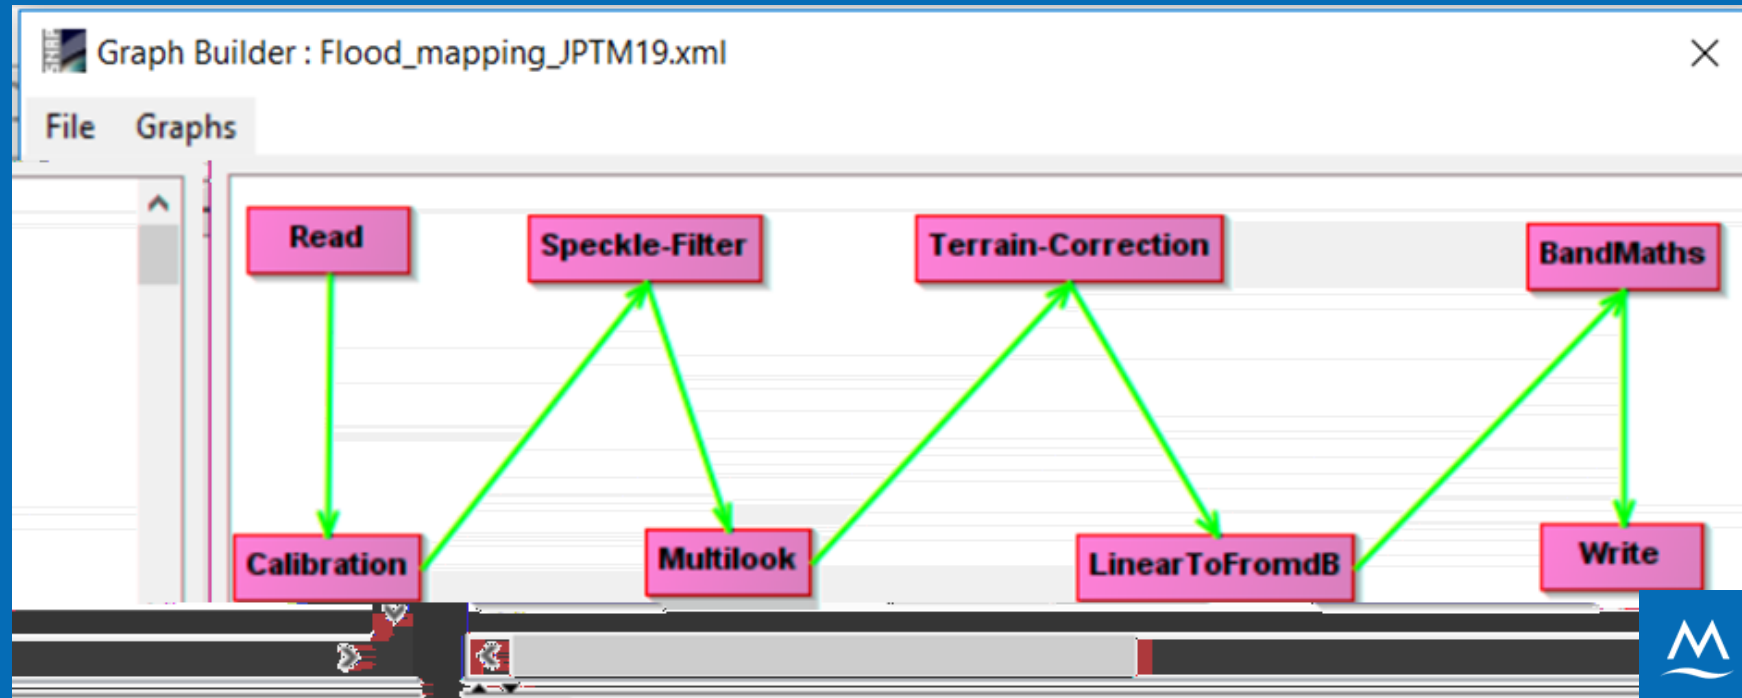 Graph Builder : Flood_mapping_JPTM19.xml
File Graphs
Read
Speckle-Filter
Terrain-Correction
BandMaths
Calibration
Multilook
LinearToFromdB
Write